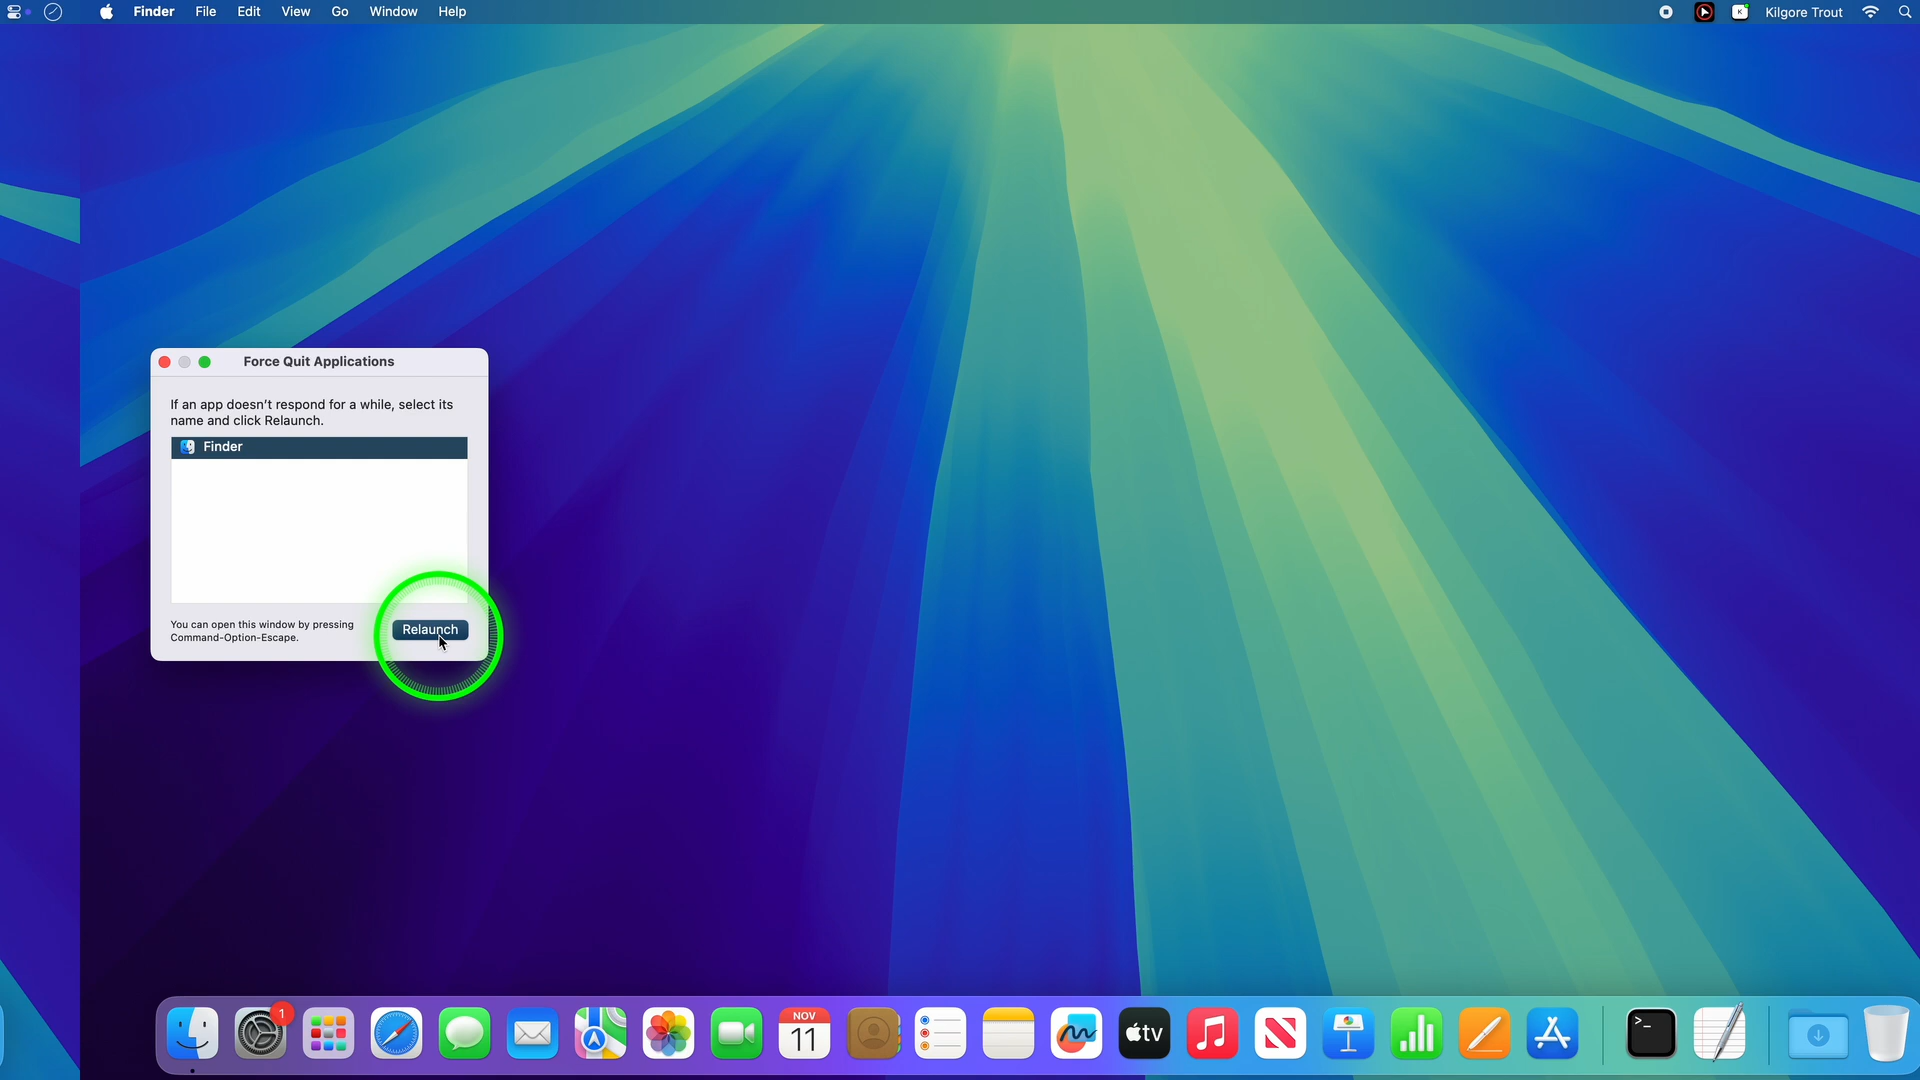 Finder File Edit View Go Window Help
K Kilgore Trout
Force Quit Applications
If an app doesn't respond for a while, select its
name and click Relaunch.
Finder
You can open this window by pressing
Command-Option-Escape.
Relaunch
1
NOV
11
tv
>_